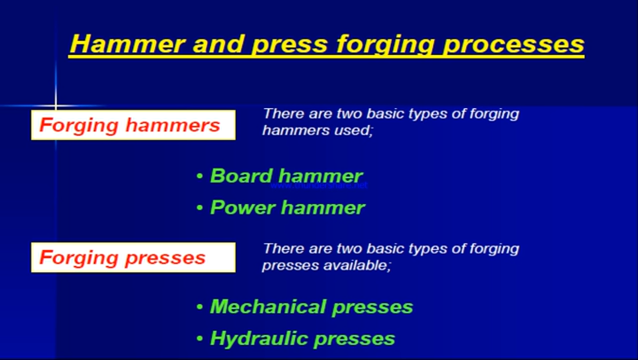 Hammer and press forging processes
Forging hammers
There are two basic types of forging
hammers used;
• Board hammer
• Power hammer
Forging presses
There are two basic types of forging
presses available;
• Mechanical presses
• Hydraulic presses